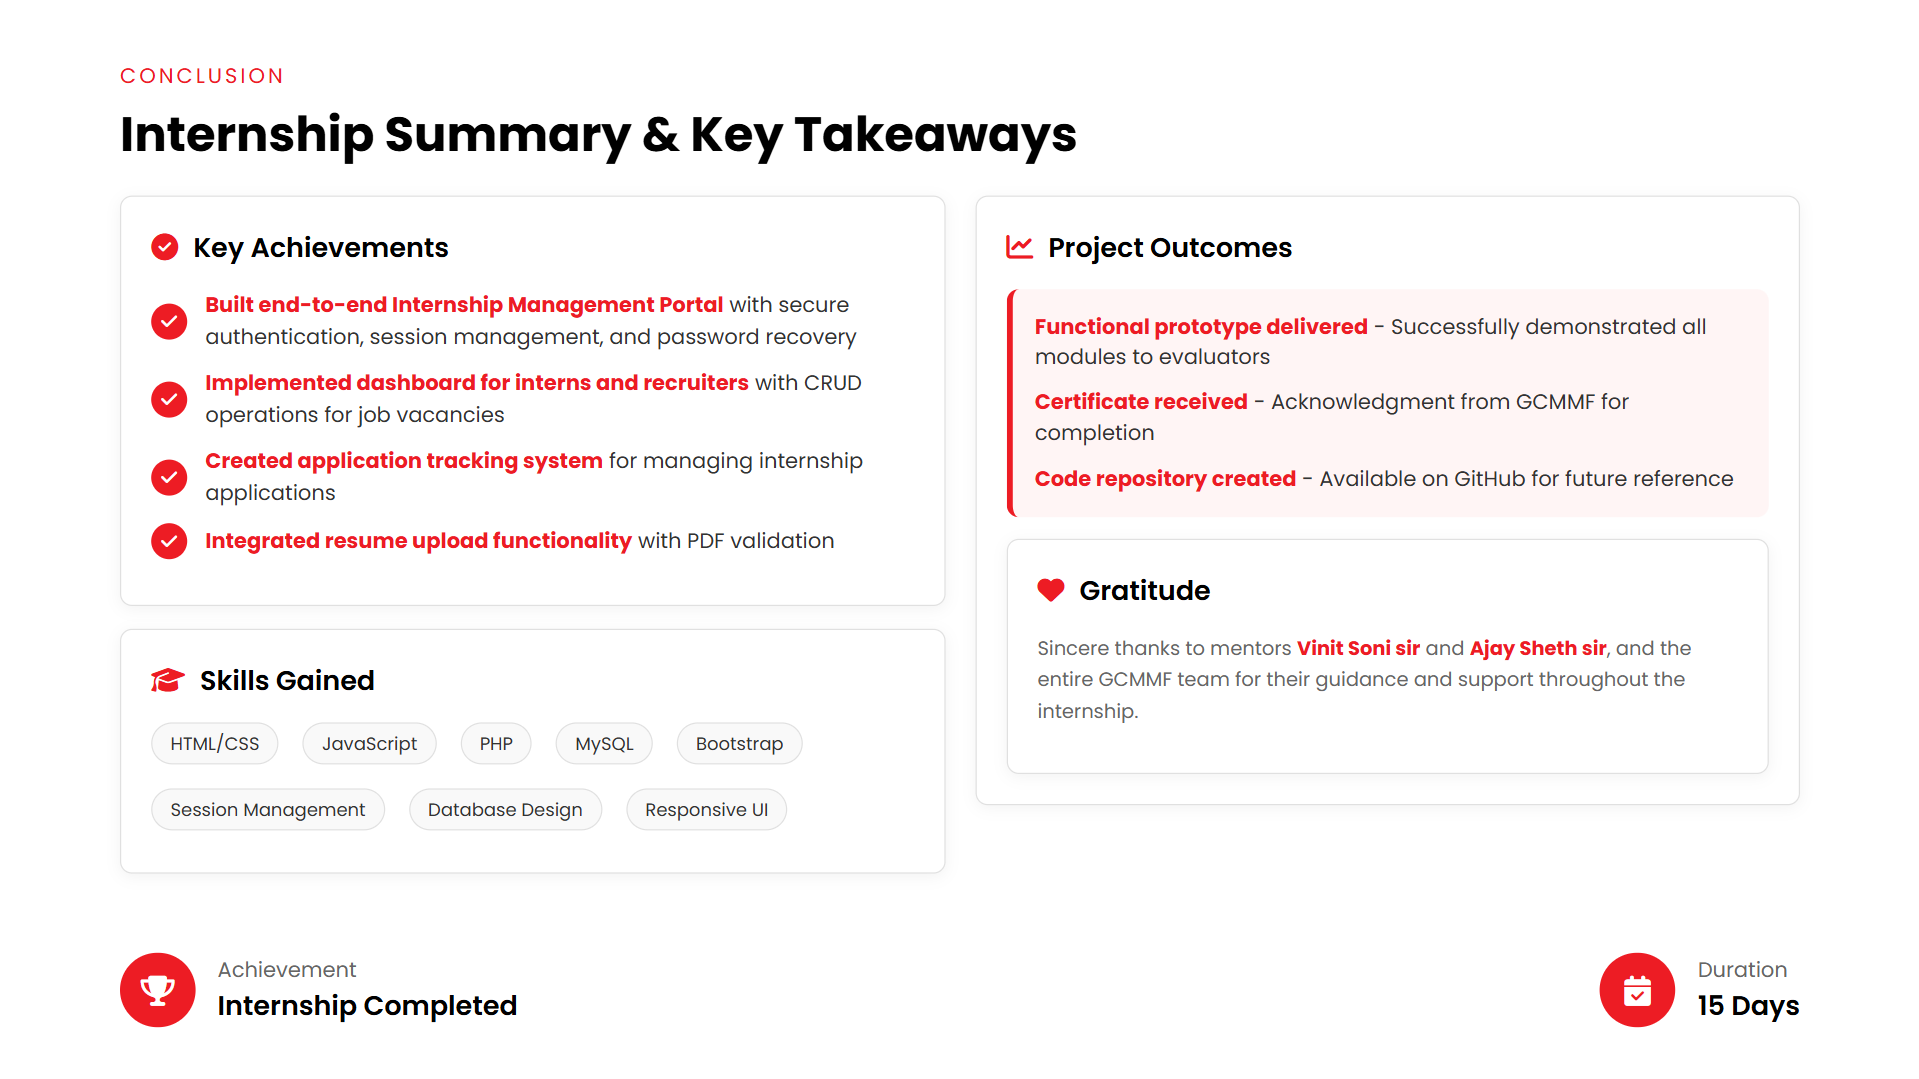 CONCLUSION
Internship Summary & Key Takeaways
Key Achievements
Built end-to-end Internship Management Portal with secure
authentication, session management, and password recovery
Implemented dashboard for interns and recruiters with CRUD
operations for job vacancies
Created application tracking system for managing internship
applications
Integrated resume upload functionality with PDF validation
Skills Gained
HTML/CSS JavaScript PHP MySQL Bootstrap
Session Management Database Design Responsive UI
Project Outcomes
Functional prototype delivered - Successfully demonstrated all
modules to evaluators
Certificate received - Acknowledgment from GCMMF for
completion
Code repository created - Available on GitHub for future reference
Gratitude
Sincere thanks to mentors Vinit Soni sir and Ajay Sheth sir, and the
entire GCMMF team for their guidance and support throughout the
internship.
Achievement
Internship Completed
Duration
15 Days